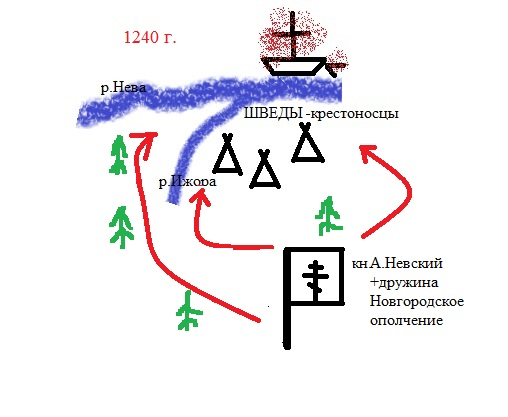 1240 г.
р.Нева
ШВЕДЫ -крестоносцы
р.Ижора
кн А.Невский
+дружина
Новгородское
ополчение